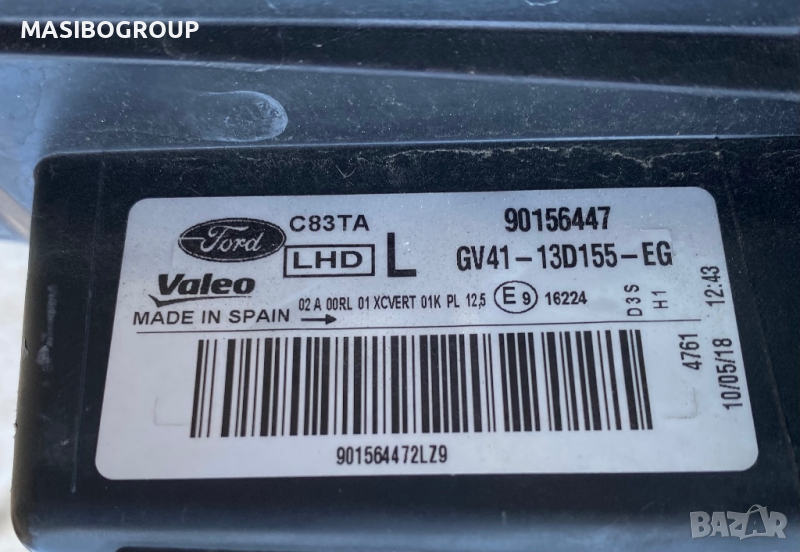 MASIBOGROUP
Ford C83TA 90156447
LHD L GV41-13D155-EG
Valeo
02 A 00RL 01 XCVERT 01K PL 12,5 E9 16224
MADE IN SPAIN
D3S
H1
4761
10/05/18 12:43
901564472LZ9
BAZAR